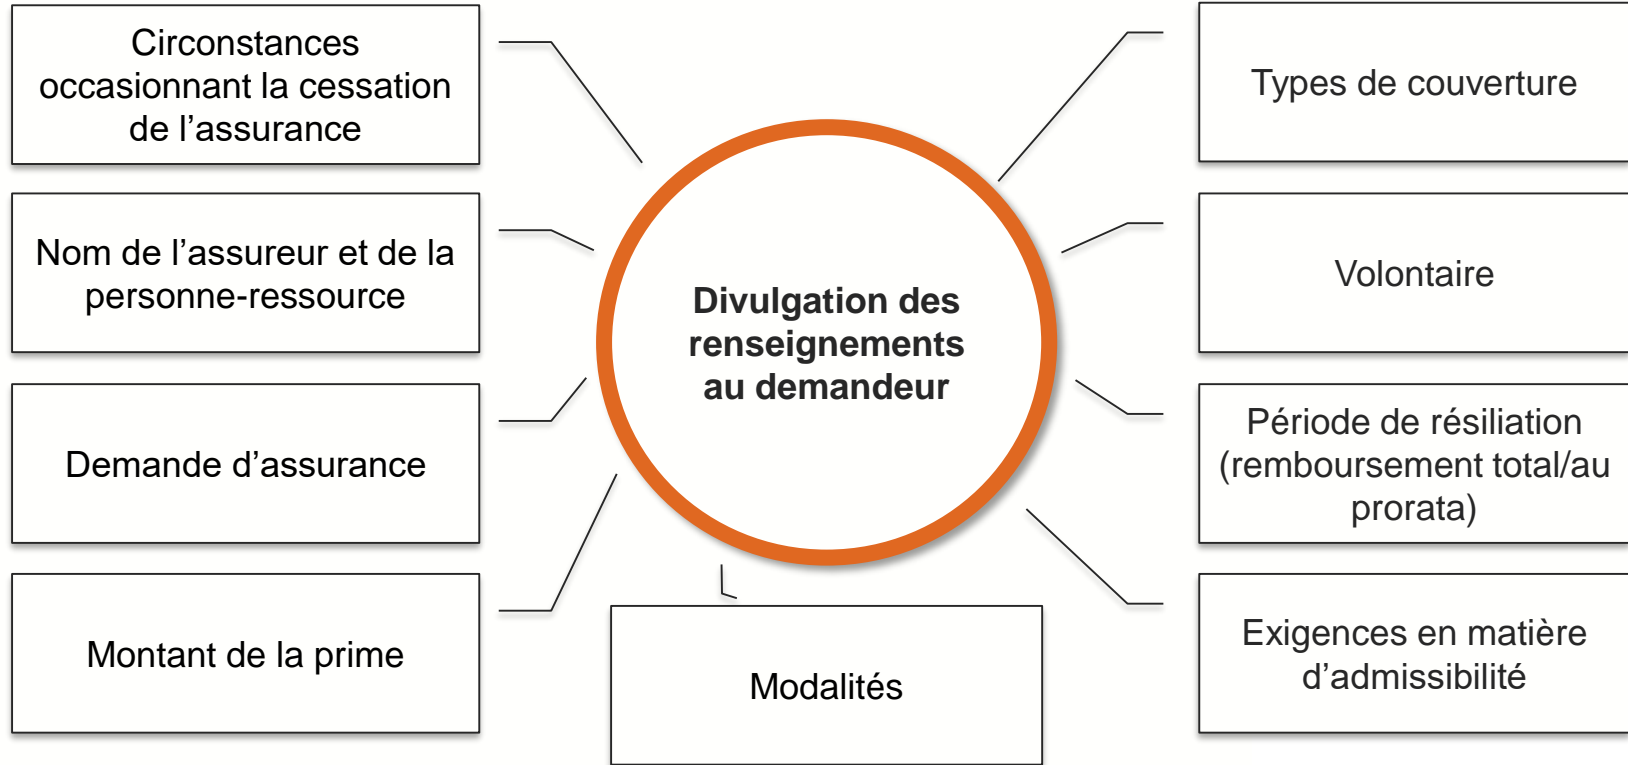 Circonstances
occasionnant la cessation
de l’assurance
Nom de l’assureur et de la
personne-ressource
Demande d’assurance
Montant de la prime
Divulgation des
renseignements
au demandeur
Modalités
Types de couverture
Volontaire
Période de résiliation
(remboursement total/au
prorata)
Exigences en matière
d’admissibilité